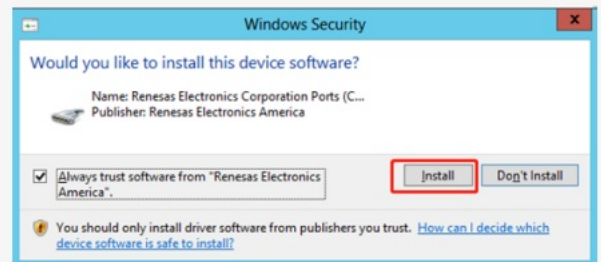 Windows Security
x
Would you like to install this device software?
Name: Renesas Electronics Corporation Ports (C...
Publisher: Renesas Electronics America
Always trust software from "Renesas Electronics
America".
Install
Don't Install
You should only install driver software from publishers you trust. How can I decide which
device software is safe to install?